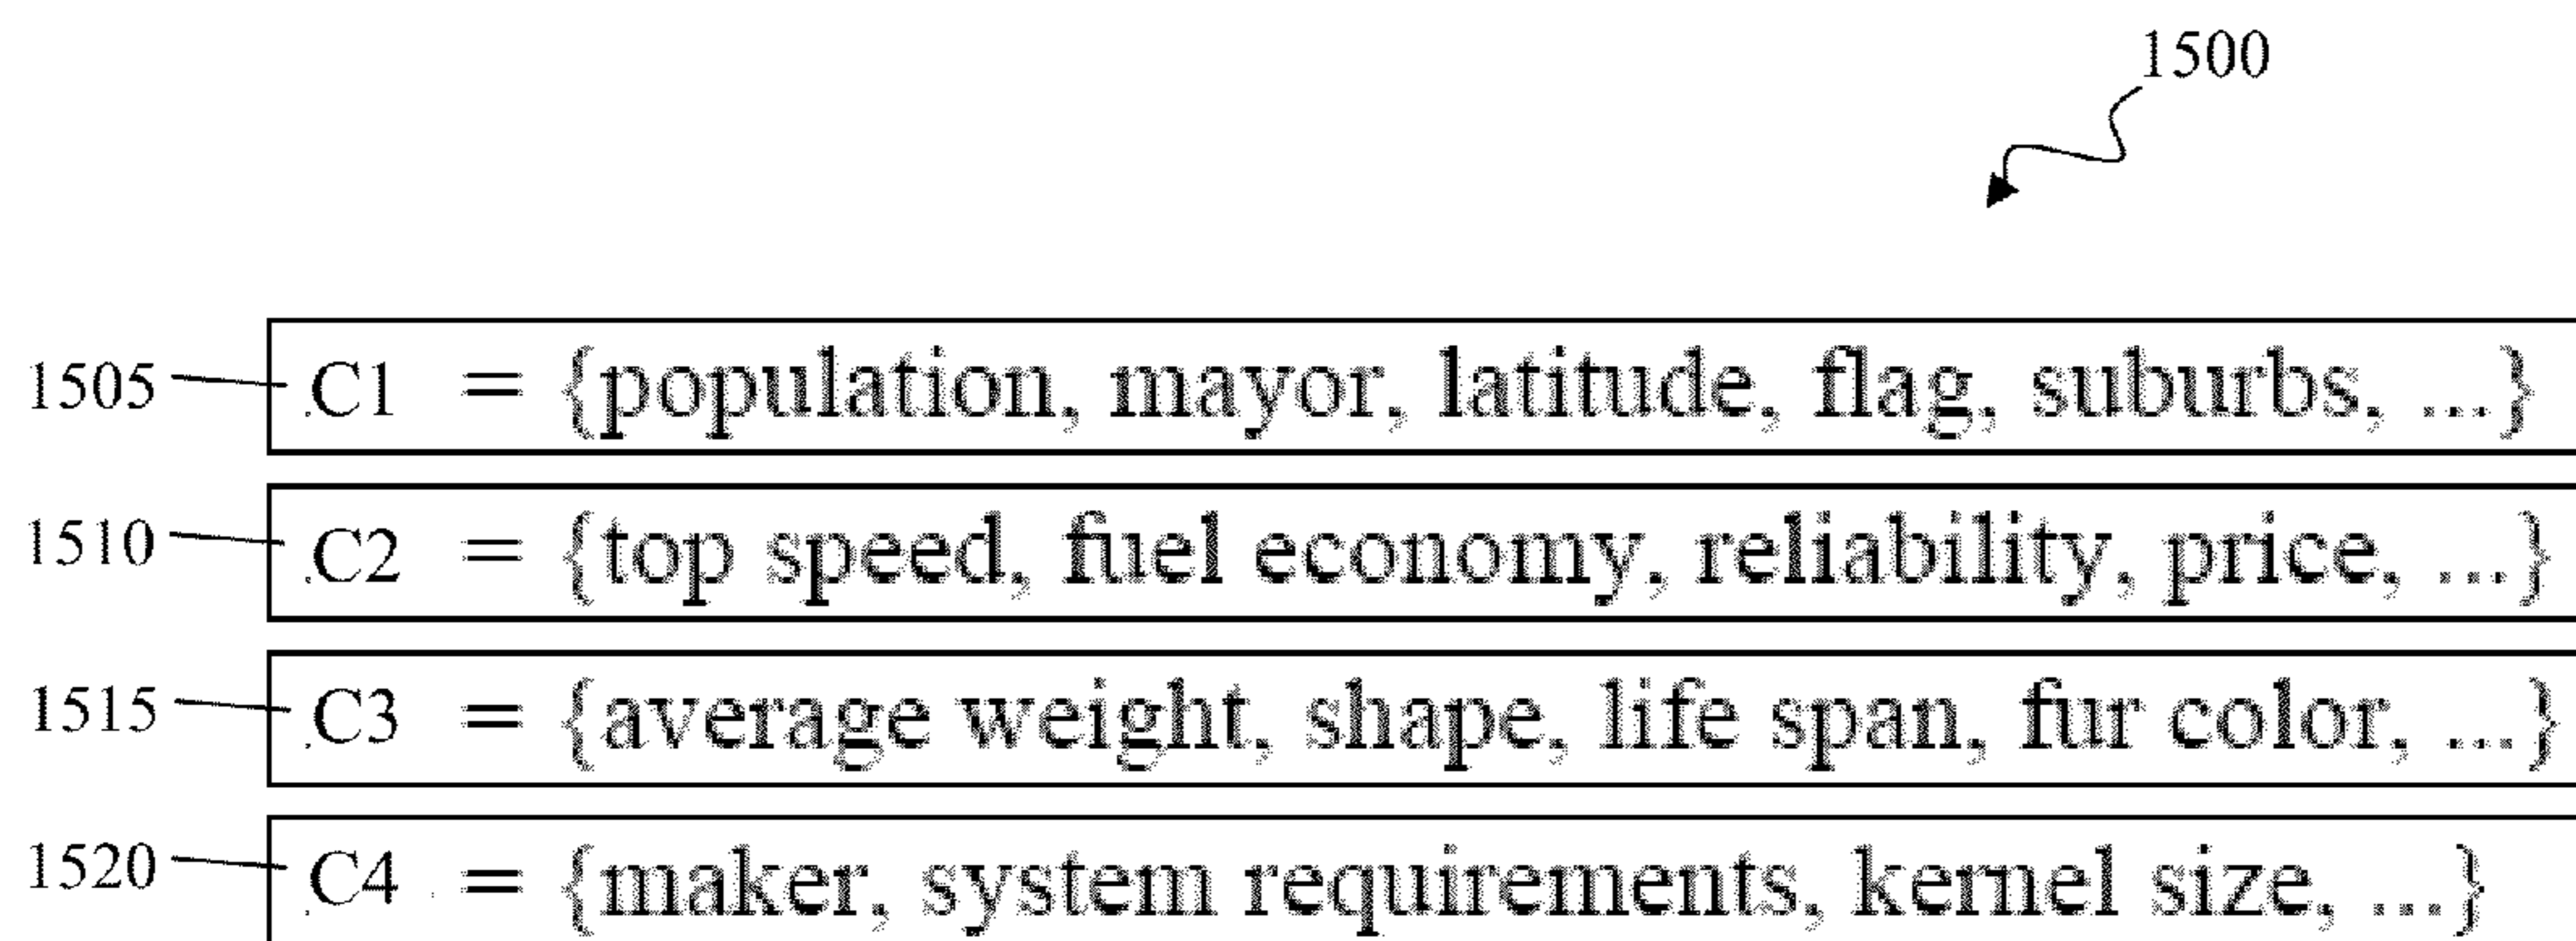 1500
1505 C1 = {population, mayor, latitude, flag, suburbs, ...}
1510 C2 = {top speed, fuel economy, reliability, price, ...}
1515 C3 = {average weight, shape, life span, fur color, ...}
1520 C4 = {maker, system requirements, kernel size, ...}